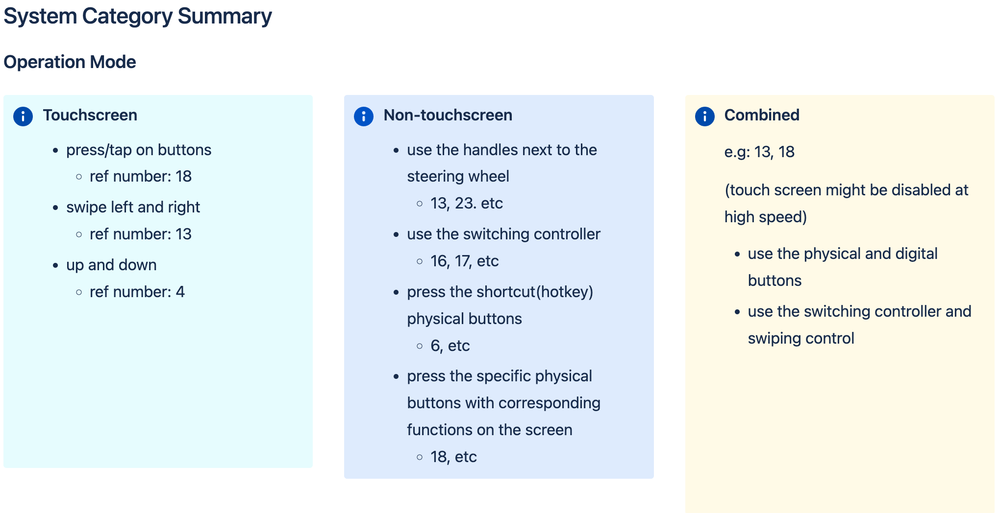 System Category Summary
Operation Mode
Touchscreen
press/tap on buttons
ref number: 18
swipe left and right
ref number: 13
up and down
ref number: 4
Non-touchscreen
use the handles next to the
steering wheel
13, 23. etc
use the switching controller
16, 17, etc
press the shortcut(hotkey)
physical buttons
6, etc
press the specific physical
buttons with corresponding
functions on the screen
18, etc
Combined
e.g: 13, 18
(touch screen might be disabled at
high speed)
use the physical and digital
buttons
use the switching controller and
swiping control